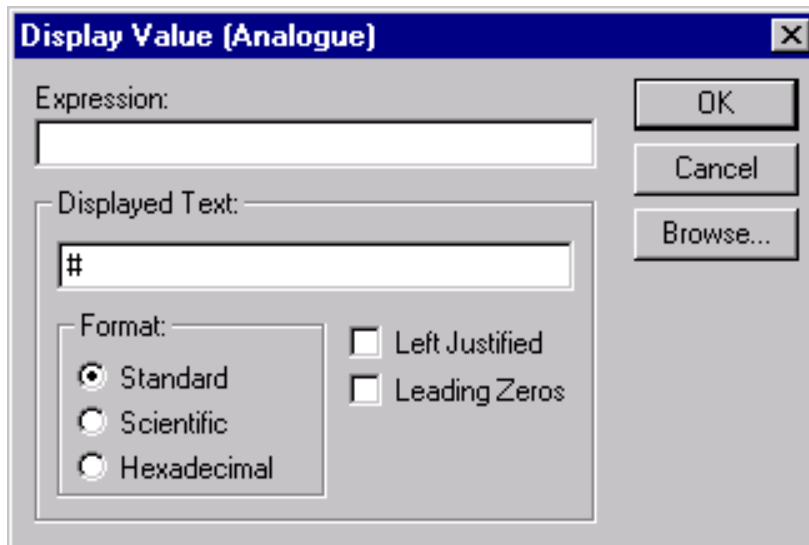 Display Value (Analogue)
Expression:
OK
Cancel
Displayed Text:
Browse...
#
Format:
Left Justified
Standard
Leading Zeros
Scientific
Hexadecimal